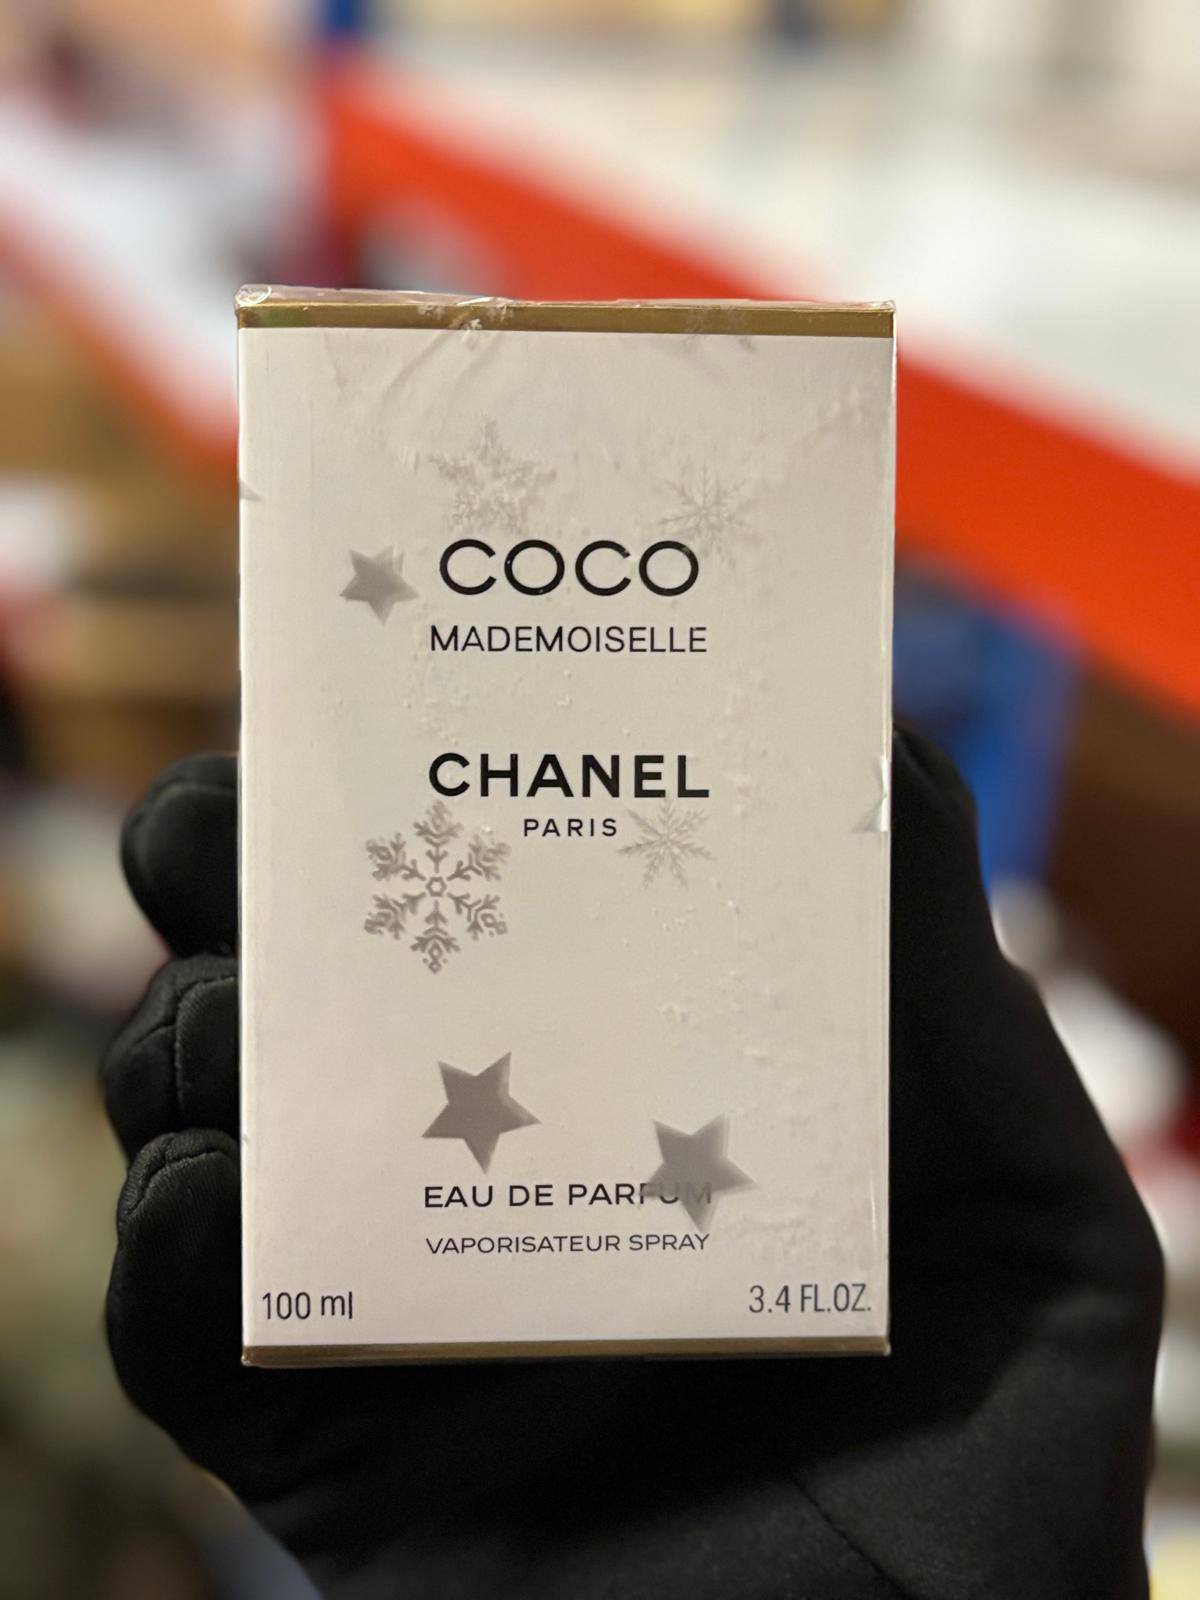 COCO
MADEMOISELLE
CHANEL
PARIS
EAU DE PARFUM
VAPORISATEUR SPRAY
100 ml
3.4 FL.OZ.